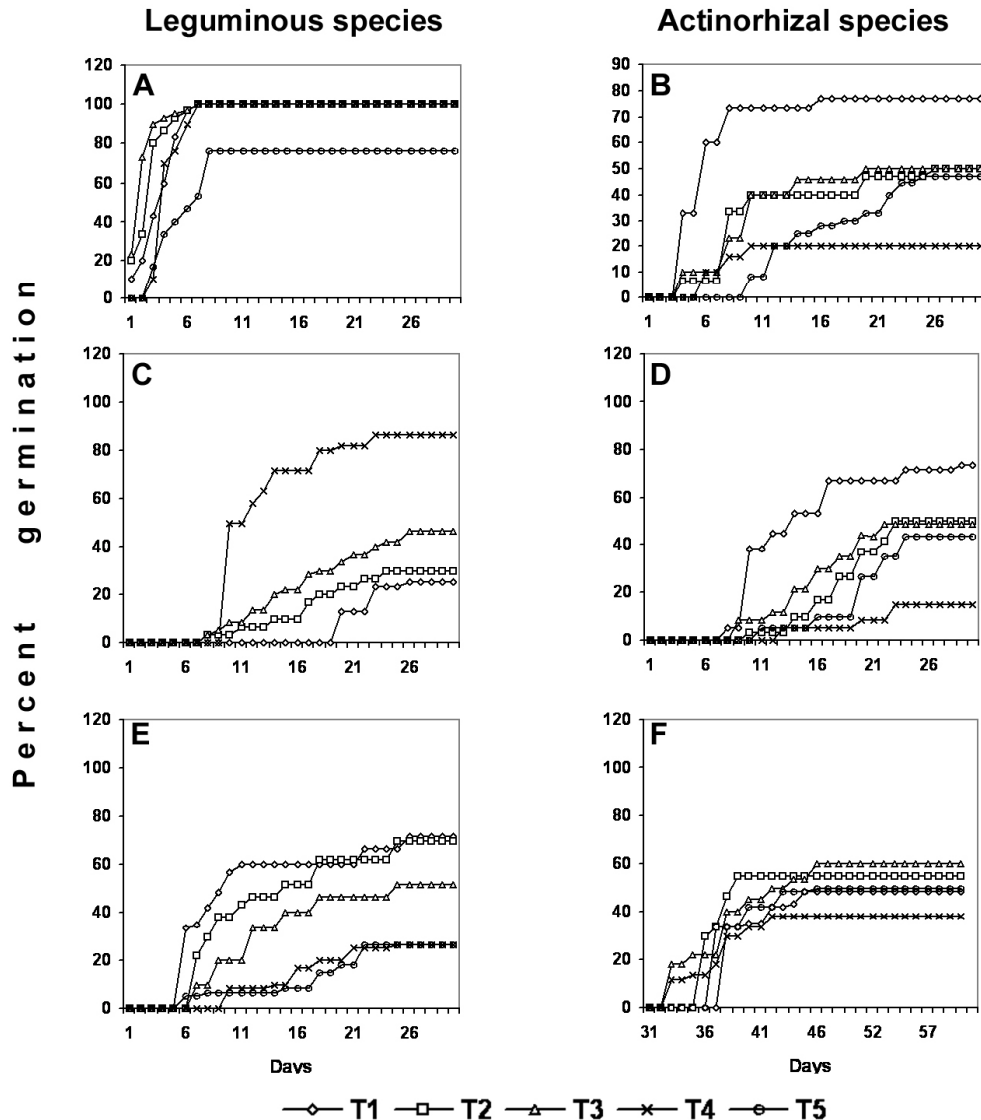 Leguminous species
Actinorhizal species
Percent germination
A
120
100
80
60
40
20
0
1 6 11 16 21 26
B
90
80
70
60
50
40
30
20
10
0
1 6 11 16 21 26
C
120
100
80
60
40
20
0
1 6 11 16 21 26
D
120
100
80
60
40
20
0
1 6 11 16 21 26
E
120
100
80
60
40
20
0
1 6 11 16 21 26
Days
F
120
100
80
60
40
20
0
31 36 41 46 52 57
Days
T1 T2 T3 T4 T5